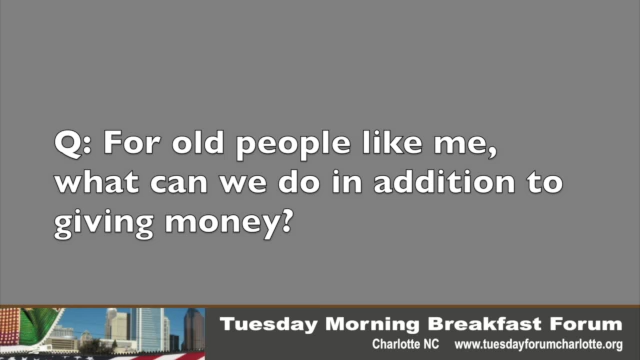 Q: For old people like me,
what can we do in addition to
giving money?
Tuesday Morning Breakfast Forum
Charlotte NC www.tuesdayforumcharlotte.org